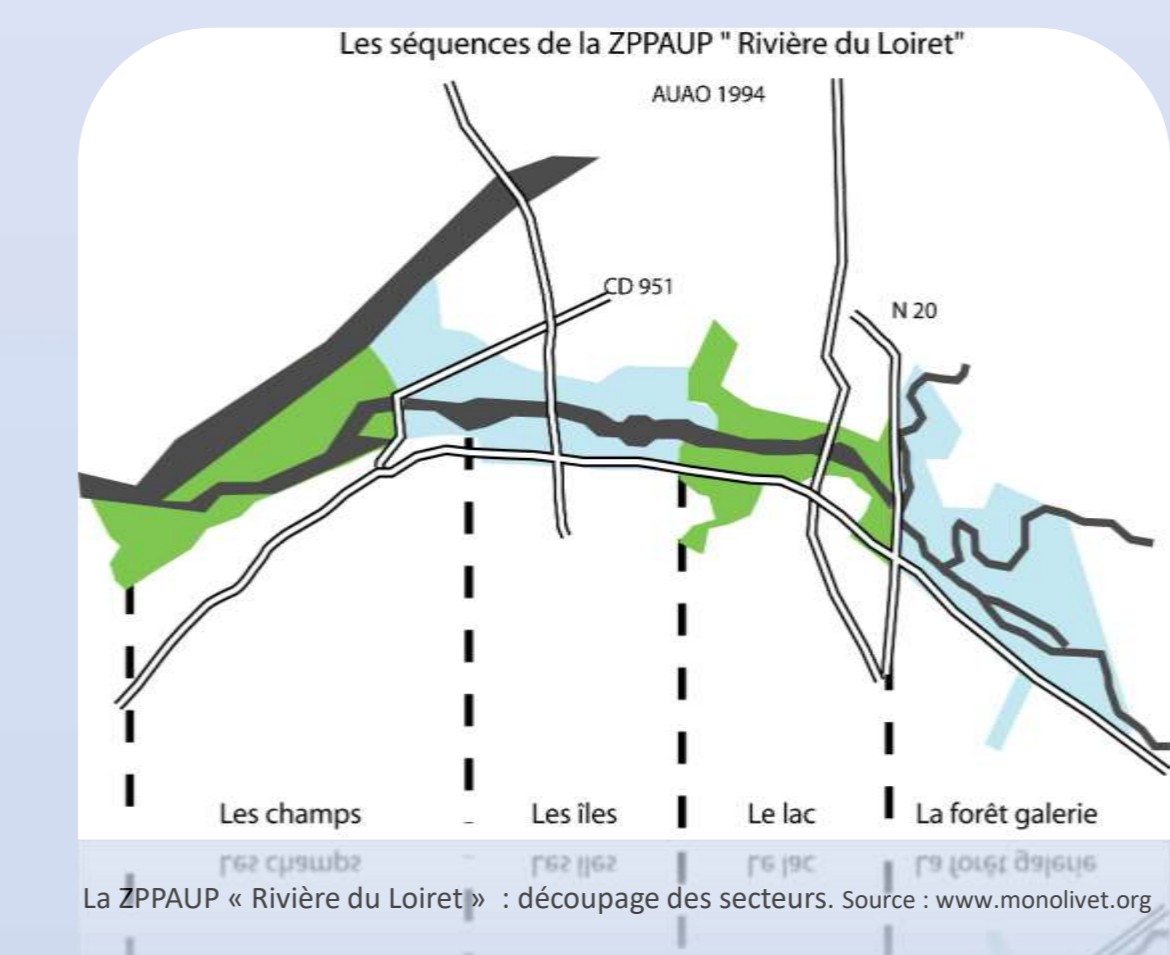 Les séquences de la ZPPAUP " Rivière du Loiret"
AUAO 1994
CD 951
N 20
Les champs
Les îles
Le lac
La forêt galerie
La ZPPAUP « Rivière du Loiret » : découpage des secteurs. Source : www.monolivet.org